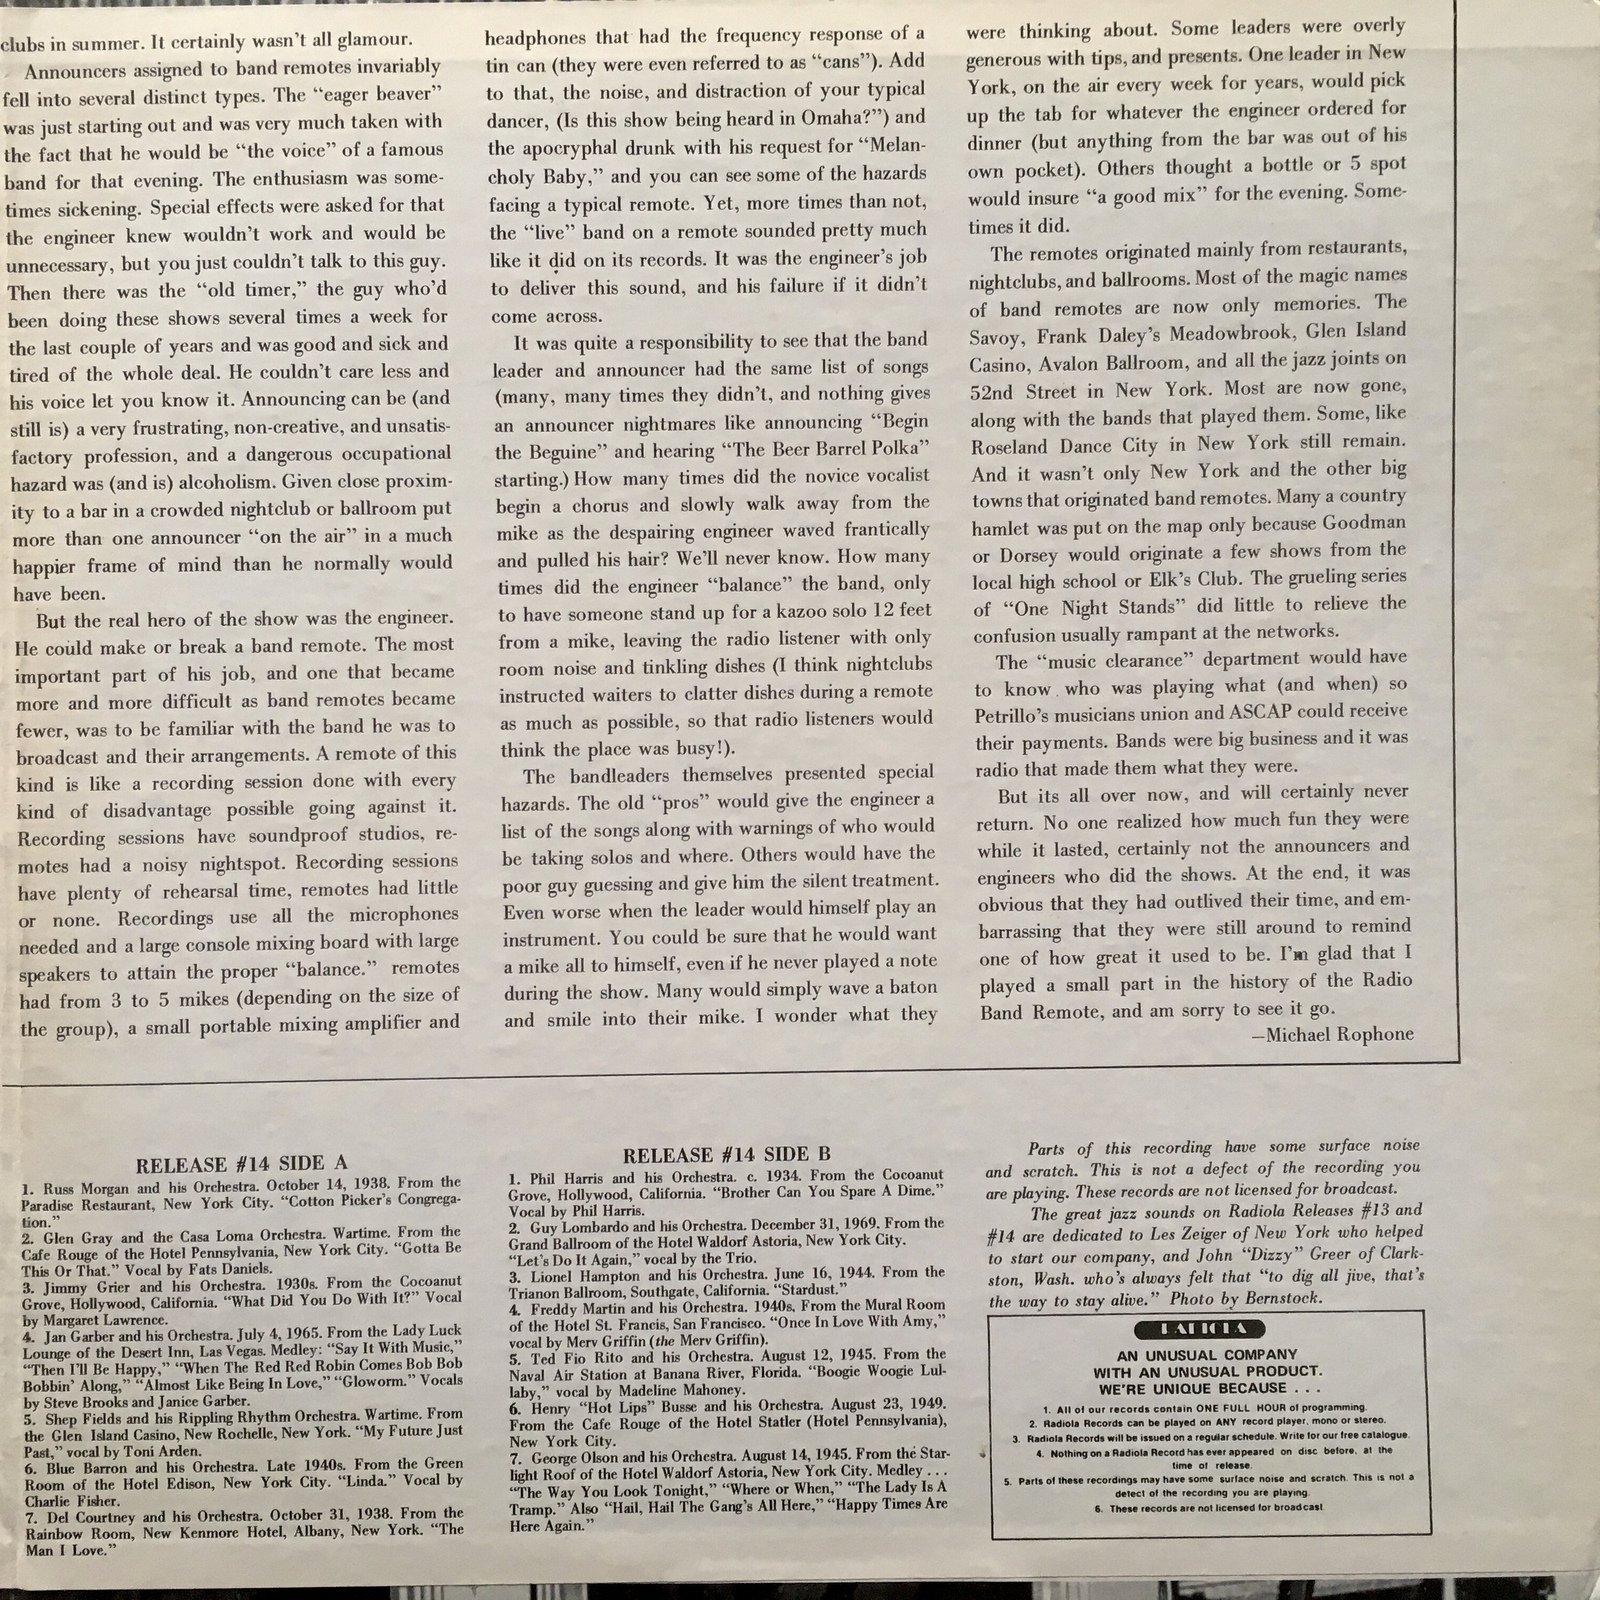 clubs in summer. It certainly wasn't all glamour.
Announcers assigned to band remotes invariably
fell into several distinct types. The "eager beaver"
was just starting out and was very much taken with
the fact that he would be "the voice" of a famous
band for that evening. The enthusiasm was some-
times sickening. Special effects were asked for that
the engineer knew wouldn't work and would be
unnecessary, but you just couldn't talk to this guy.
Then there was the "old timer," the guy who'd
been doing these shows several times a week for
the last couple of years and was good and sick and
tired of the whole deal. He couldn't care less and
his voice let you know it. Announcing can be (and
still is) a very frustrating, non-creative, and unsatis-
factory profession, and a dangerous occupational
hazard was (and is) alcoholism. Given close proxim-
ity to a bar in a crowded nightclub or ballroom put
more than one announcer "on the air" in a much
happier frame of mind than he normally would
have been.
But the real hero of the show was the engineer.
He could make or break a band remote. The most
important part of his job, and one that became
more and more difficult as band remotes became
fewer, was to be familiar with the band he was to
broadcast and their arrangements. A remote of this
kind is like a recording session done with every
kind of disadvantage possible going against it.
Recording sessions have soundproof studios, re-
motes had a noisy nightspot. Recording sessions
have plenty of rehearsal time, remotes had little
or none. Recordings use all the microphones
needed and a large console mixing board with large
speakers to attain the proper "balance." remotes
had from 3 to 5 mikes (depending on the size of
the group), a small portable mixing amplifier and
headphones that had the frequency response of a
tin can (they were even referred to as "cans"). Add
to that, the noise, and distraction of your typical
dancer, (Is this show being heard in Omaha?") and
the apocryphal drunk with his request for "Melan-
choly Baby," and you can see some of the hazards
facing a typical remote. Yet, more times than not,
the "live" band on a remote sounded pretty much
like it did on its records. It was the engineer's job
to deliver this sound, and his failure if it didn't
come across.
It was quite a responsibility to see that the band
leader and announcer had the same list of songs
(many, many times they didn't, and nothing gives
an announcer nightmares like announcing "Begin
the Beguine" and hearing "The Beer Barrel Polka"
starting.) How many times did the novice vocalist
begin a chorus and slowly walk away from the
mike as the despairing engineer waved frantically
and pulled his hair? We'll never know. How many
times did the engineer "balance" the band, only
to have someone stand up for a kazoo solo 12 feet
from a mike, leaving the radio listener with only
room noise and tinkling dishes (I think nightclubs
instructed waiters to clatter dishes during a remote
as much as possible, so that radio listeners would
think the place was busy!).
The bandleaders themselves presented special
hazards. The old "pros" would give the engineer a
list of the songs along with warnings of who would
be taking solos and where. Others would have the
poor guy guessing and give him the silent treatment.
Even worse when the leader would himself play an
instrument. You could be sure that he would want
a mike all to himself, even if he never played a note
during the show. Many would simply wave a baton
and smile into their mike. I wonder what they
were thinking about. Some leaders were overly
generous with tips, and presents. One leader in New
York, on the air every week for years, would pick
up the tab for whatever the engineer ordered for
dinner (but anything from the bar was out of his
own pocket). Others thought a bottle or 5 spot
would insure "a good mix" for the evening. Some-
times it did.
The remotes originated mainly from restaurants,
nightclubs, and ballrooms. Most of the magic names
of band remotes are now only memories. The
Savoy, Frank Daley's Meadowbrook, Glen Island
Casino, Avalon Ballroom, and all the jazz joints on
52nd Street in New York. Most are now gone,
along with the bands that played them. Some, like
Roseland Dance City in New York still remain.
And it wasn't only New York and the other big
towns that originated band remotes. Many a country
hamlet was put on the map only because Goodman
or Dorsey would originate a few shows from the
local high school or Elk's Club. The grueling series
of "One Night Stands" did little to relieve the
confusion usually rampant at the networks.
The "music clearance" department would have
to know who was playing what (and when) so
Petrillo's musicians union and ASCAP could receive
their payments. Bands were big business and it was
radio that made them what they were.
But its all over now, and will certainly never
return. No one realized how much fun they were
while it lasted, certainly not the announcers and
engineers who did the shows. At the end, it was
obvious that they had outlived their time, and em-
barrassing that they were still around to remind
one of how great it used to be. I'm glad that I
played a small part in the history of the Radio
Band Remote, and am sorry to see it go.
—Michael Rophone
RELEASE #14 SIDE A
1. Russ Morgan and his Orchestra. October 14, 1938. From the
Paradise Restaurant, New York City. "Cotton Picker's Congrega-
tion."
2. Glen Gray and the Casa Loma Orchestra. Wartime. From the
Cafe Rouge of the Hotel Pennsylvania, New York City. "Gotta Be
This Or That." Vocal by Fats Daniels.
3. Jimmy Grier and his Orchestra. 1930s. From the Cocoanut
Grove, Hollywood, California. "What Did You Do With It?" Vocal
by Margaret Lawrence.
4. Jan Garber and his Orchestra. July 4, 1965. From the Lady Luck
Lounge of the Desert Inn, Las Vegas. Medley: "Say It With Music,"
"Then I'll Be Happy," "When The Red Red Robin Comes Bob Bob
Bobbin' Along," "Almost Like Being In Love," "Gloworm." Vocals
by Steve Brooks and Janice Garber.
5. Shep Fields and his Rippling Rhythm Orchestra. Wartime. From
the Glen Island Casino, New Rochelle, New York. "My Future Just
Past," vocal by Toni Arden.
6. Blue Barron and his Orchestra. Late 1940s. From the Green
Room of the Hotel Edison, New York City. "Linda." Vocal by
Charlie Fisher.
7. Del Courtney and his Orchestra. October 31, 1938. From the
Rainbow Room, New Kenmore Hotel, Albany, New York. "The
Man I Love."
RELEASE #14 SIDE B
1. Phil Harris and his Orchestra. c. 1934. From the Cocoanut
Grove, Hollywood, California. "Brother Can You Spare A Dime."
Vocal by Phil Harris.
2. Guy Lombardo and his Orchestra. December 31, 1969. From the
Grand Ballroom of the Hotel Waldorf Astoria, New York City.
"Let's Do It Again," vocal by the Trio.
3. Lionel Hampton and his Orchestra. June 16, 1944. From the
Trianon Ballroom, Southgate, California. "Stardust."
4. Freddy Martin and his Orchestra. 1940s. From the Mural Room
of the Hotel St. Francis, San Francisco. "Once In Love With Amy,"
vocal by Merv Griffin (the Merv Griffin).
5. Ted Fio Rito and his Orchestra. August 12, 1945. From the
Naval Air Station at Banana River, Florida. "Boogie Woogie Lul-
laby," vocal by Madeline Mahoney.
6. Henry "Hot Lips" Busse and his Orchestra. August 23, 1949.
From the Cafe Rouge of the Hotel Statler (Hotel Pennsylvania),
New York City.
7. George Olson and his Orchestra. August 14, 1945. From the Star-
light Roof of the Hotel Waldorf Astoria, New York City. Medley . . .
"The Way You Look Tonight," "Where or When," "The Lady Is A
Tramp." Also "Hail, Hail The Gang's All Here," "Happy Times Are
Here Again."
Parts of this recording have some surface noise
and scratch. This is not a defect of the recording you
are playing. These records are not licensed for broadcast.
The great jazz sounds on Radiola Releases #13 and
#14 are dedicated to Les Zeiger of New York who helped
to start our company, and John "Dizzy" Greer of Clark-
ston, Wash. who's always felt that "to dig all jive, that's
the way to stay alive." Photo by Bernstock.
RADIOLA
AN UNUSUAL COMPANY
WITH AN UNUSUAL PRODUCT.
WE'RE UNIQUE BECAUSE . . .
1. All of our records contain ONE FULL HOUR of programming.
2. Radiola Records can be played on ANY record player, mono or stereo.
3. Radiola Records will be issued on a regular schedule. Write for our free catalogue.
4. Nothing on a Radiola Record has ever appeared on disc before, at the
time of release.
5. Parts of these recordings may have some surface noise and scratch. This is not a
defect of the recording you are playing.
6. These records are not licensed for broadcast.